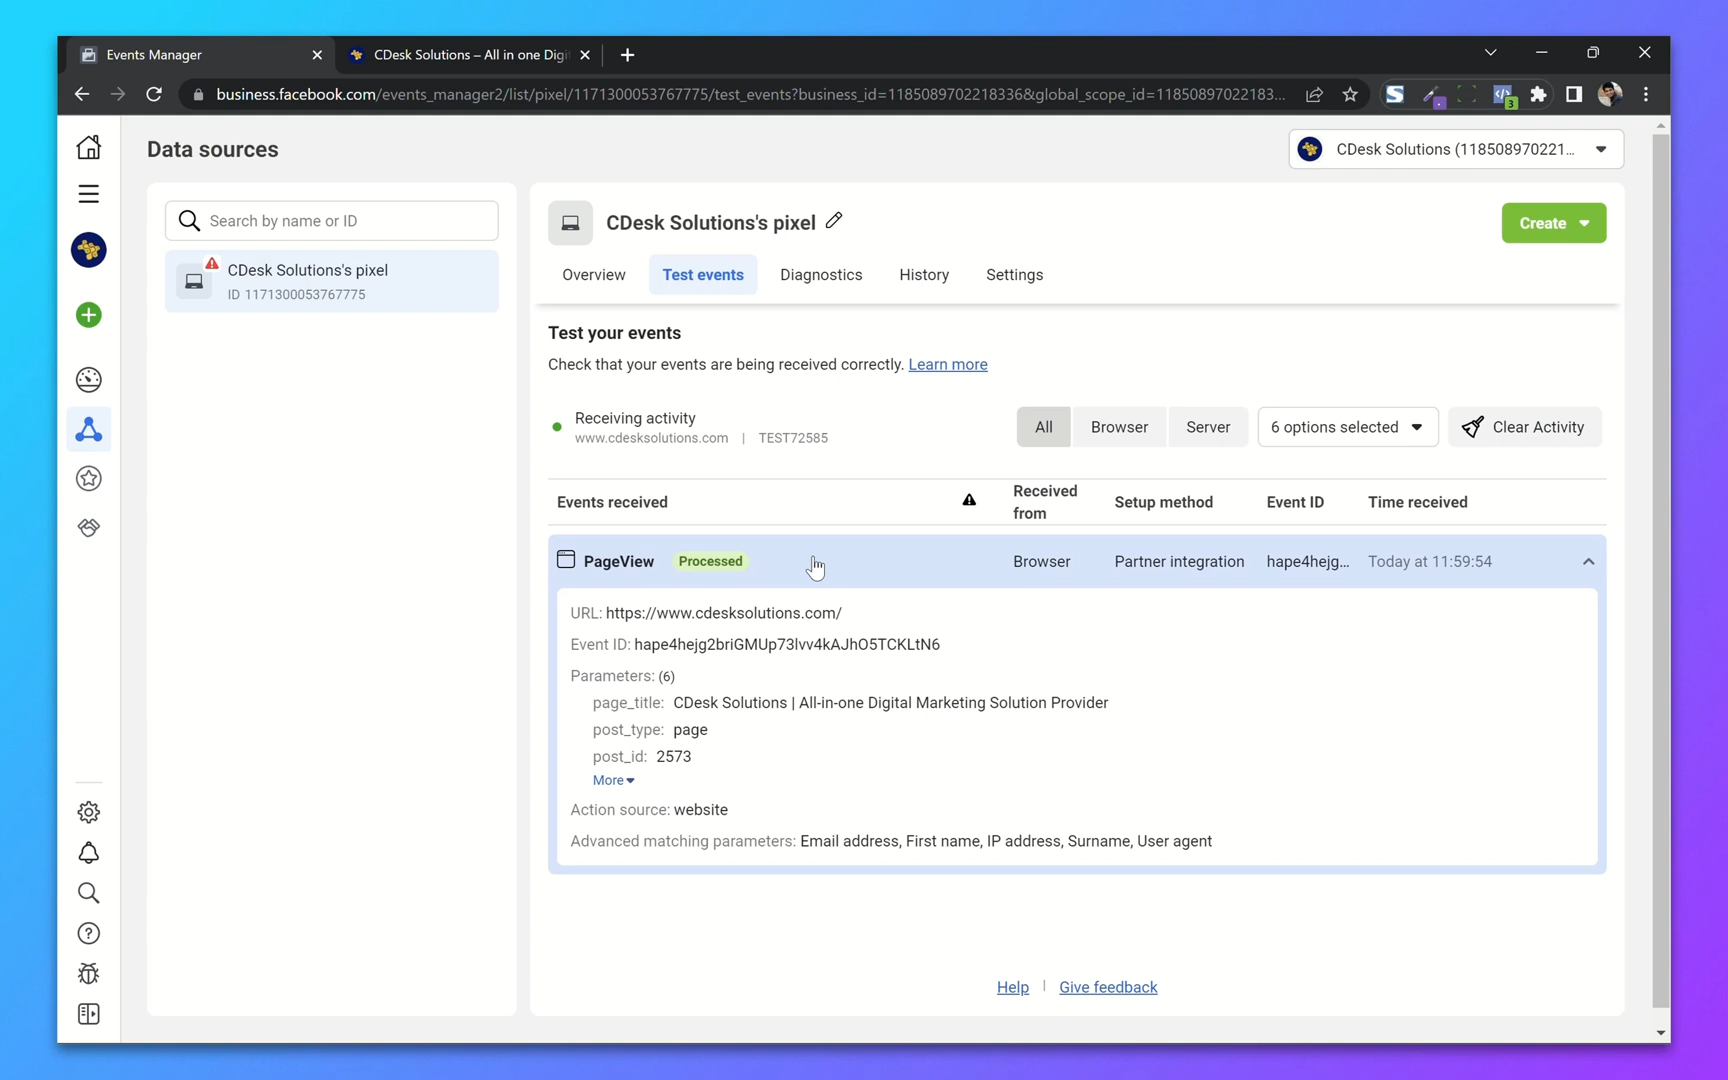 Events Manager
CDesk Solutions – All in one Digi
business.facebook.com/events_manager2/list/pixel/1171300053767775/test_events?business_id=1185089702218336&global_scope_id=11850897022183...
3
Data sources
CDesk Solutions (118508970221...
Search by name or ID
CDesk Solutions's pixel
ID 1171300053767775
CDesk Solutions's pixel
Create
Overview
Test events
Diagnostics
History
Settings
Test your events
Check that your events are being received correctly. Learn more
Receiving activity
www.cdesksolutions.com | TEST72585
All
Browser
Server
6 options selected
Clear Activity
Events received
Received from
Setup method
Event ID
Time received
PageView
Processed
Browser
Partner integration
hape4hejg...
Today at 11:59:54
URL: https://www.cdesksolutions.com/
Event ID: hape4hejg2briGMUp73lvv4kAJhO5TCKLtN6
Parameters: (6)
page_title: CDesk Solutions | All-in-one Digital Marketing Solution Provider
post_type: page
post_id: 2573
More
Action source: website
Advanced matching parameters: Email address, First name, IP address, Surname, User agent
Help | Give feedback